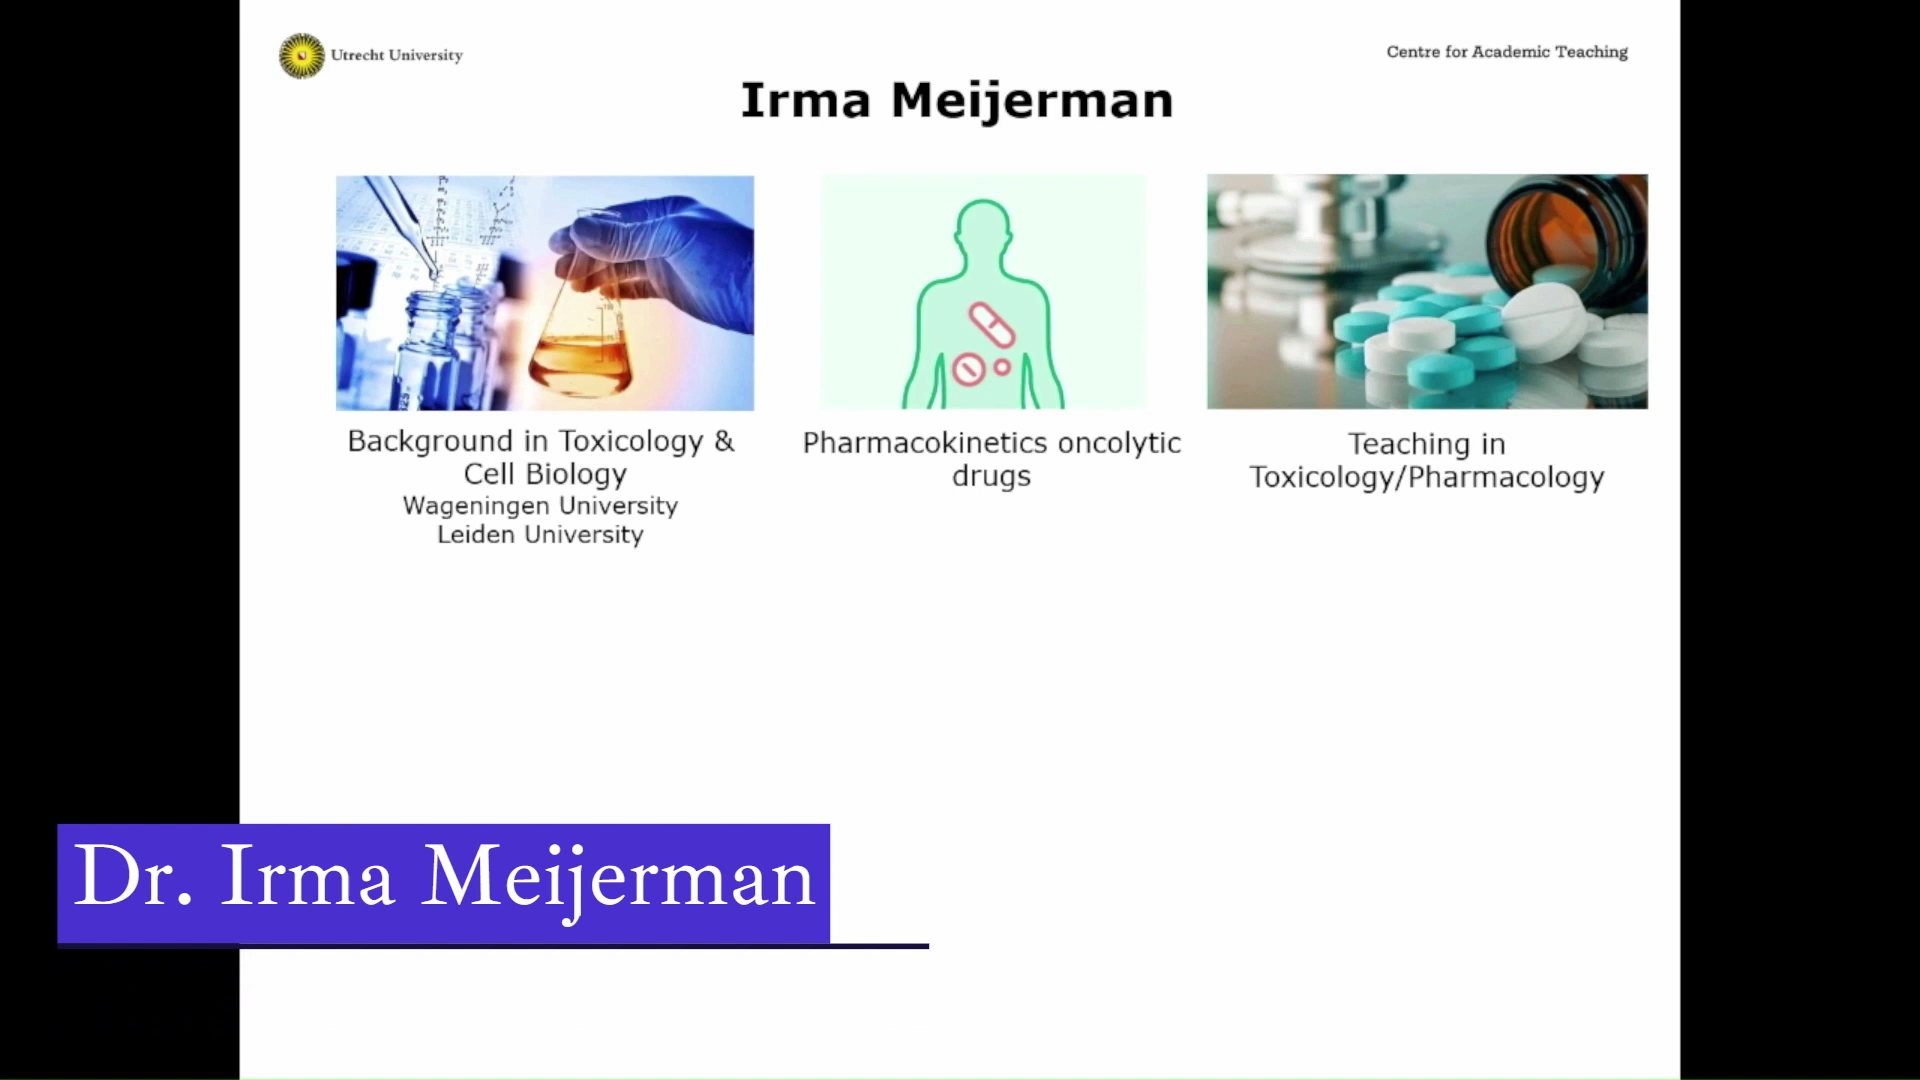 Utrecht University
Centre for Academic Teaching
Irma Meijerman
Background in Toxicology &
Cell Biology
Wageningen University
Leiden University
Pharmacokinetics oncolytic
drugs
Teaching in
Toxicology/Pharmacology
Dr. Irma Meijerman